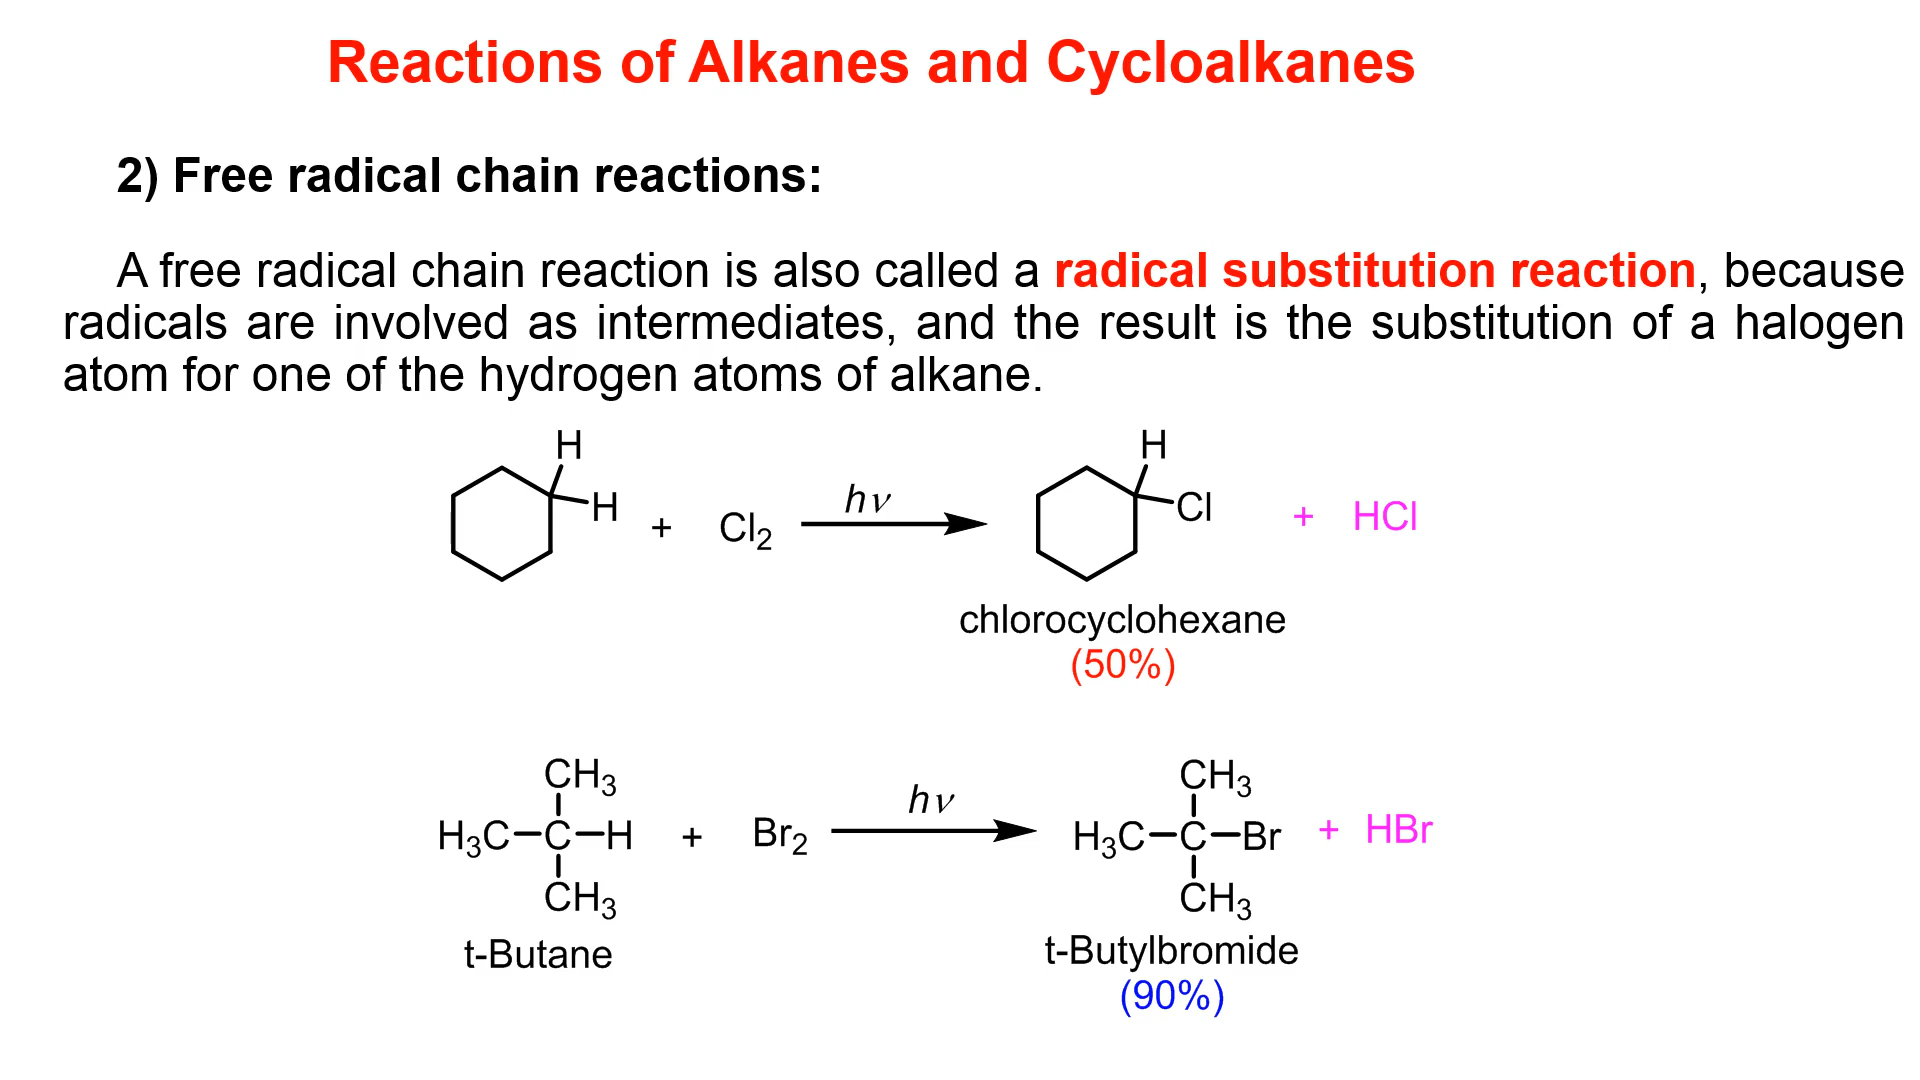 Reactions of Alkanes and Cycloalkanes
2) Free radical chain reactions:
A free radical chain reaction is also called a radical substitution reaction, because
radicals are involved as intermediates, and the result is the substitution of a halogen
atom for one of the hydrogen atoms of alkane.
H
H
+ Cl₂
hν
H
Cl
+ HCl
chlorocyclohexane
(50%)
CH₃
H₃C–C–H
CH₃
t-Butane
+ Br₂
hν
CH₃
H₃C–C–Br
CH₃
+ HBr
t-Butylbromide
(90%)